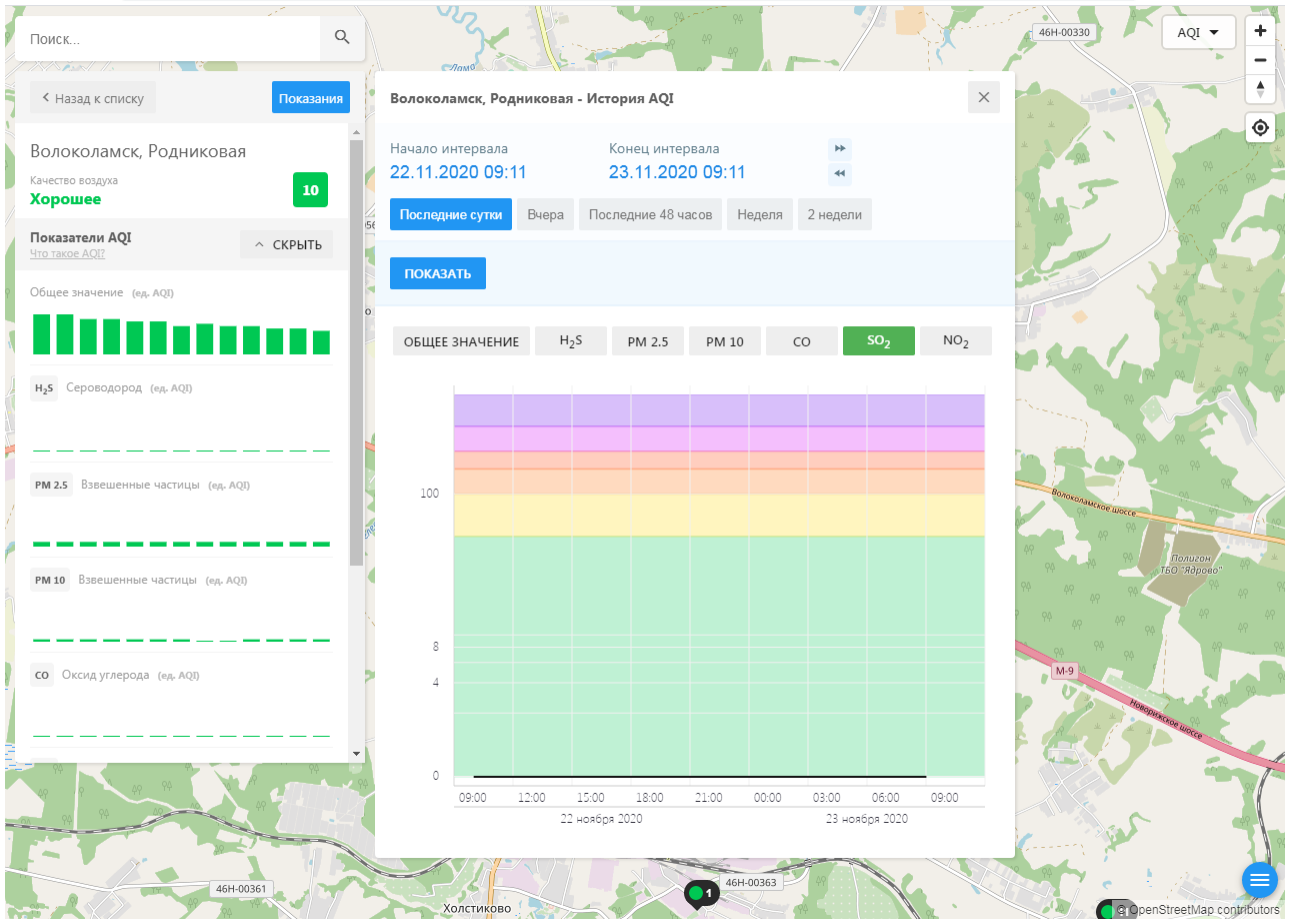 Поиск...
46Н-00330
AQI
Назад к списку
Показания
Волоколамск, Родниковая
Качество воздуха
Хорошее
10
Показатели AQI
Что такое AQI?
СКРЫТЬ
Общее значение (ед. AQI)
H2S Сероводород (ед. AQI)
PM 2.5 Взвешенные частицы (ед. AQI)
PM 10 Взвешенные частицы (ед. AQI)
CO Оксид углерода (ед. AQI)
Волоколамск, Родниковая - История AQI
Начало интервала
22.11.2020 09:11
Конец интервала
23.11.2020 09:11
Последние сутки
Вчера
Последние 48 часов
Неделя
2 недели
ПОКАЗАТЬ
ОБЩЕЕ ЗНАЧЕНИЕ
H2S
PM 2.5
PM 10
CO
SO2
NO2
100
8
4
0
09:00 12:00 15:00 18:00 21:00 00:00 03:00 06:00 09:00
22 ноября 2020
23 ноября 2020
Волоколамское шоссе
Полигон
ТБО "Ядрово"
М-9
Новорижское шоссе
46Н-00361
46Н-00363
1
Холстиково
© OpenStreetMap contributors